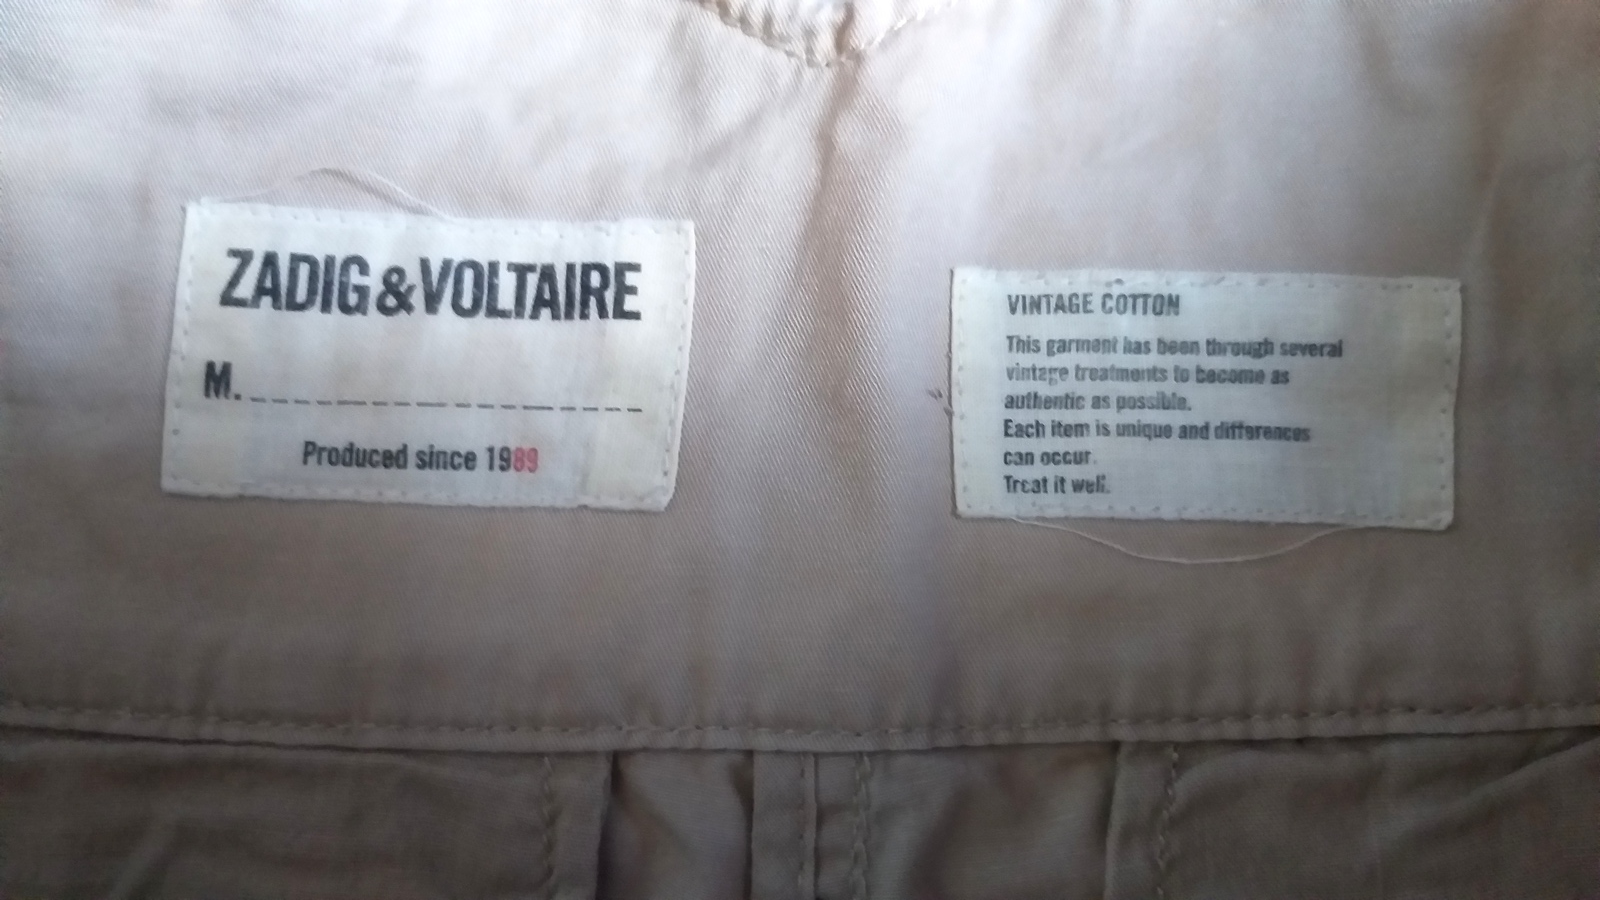 ZADIG&VOLTAIRE
M.
Produced since 1989
VINTAGE COTTON
This garment has been through several
vintage treatments to become as
authentic as possible.
Each item is unique and differences
can occur.
Treat it well.